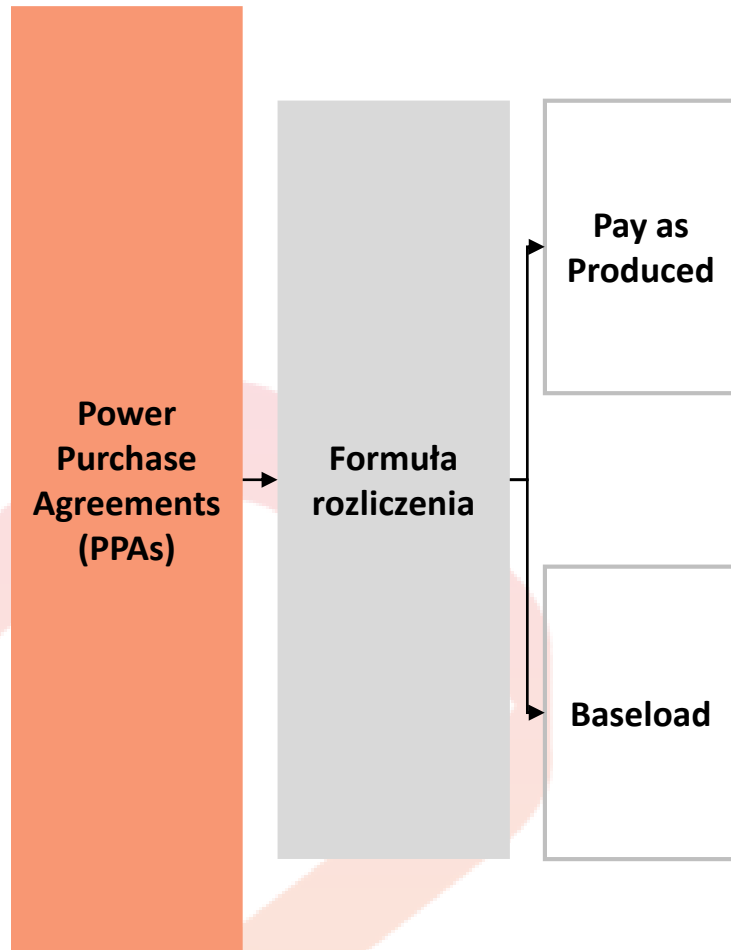 Power
Purchase
Agreements
(PPAs)
Formuła
rozliczenia
Pay as
Produced
Baseload